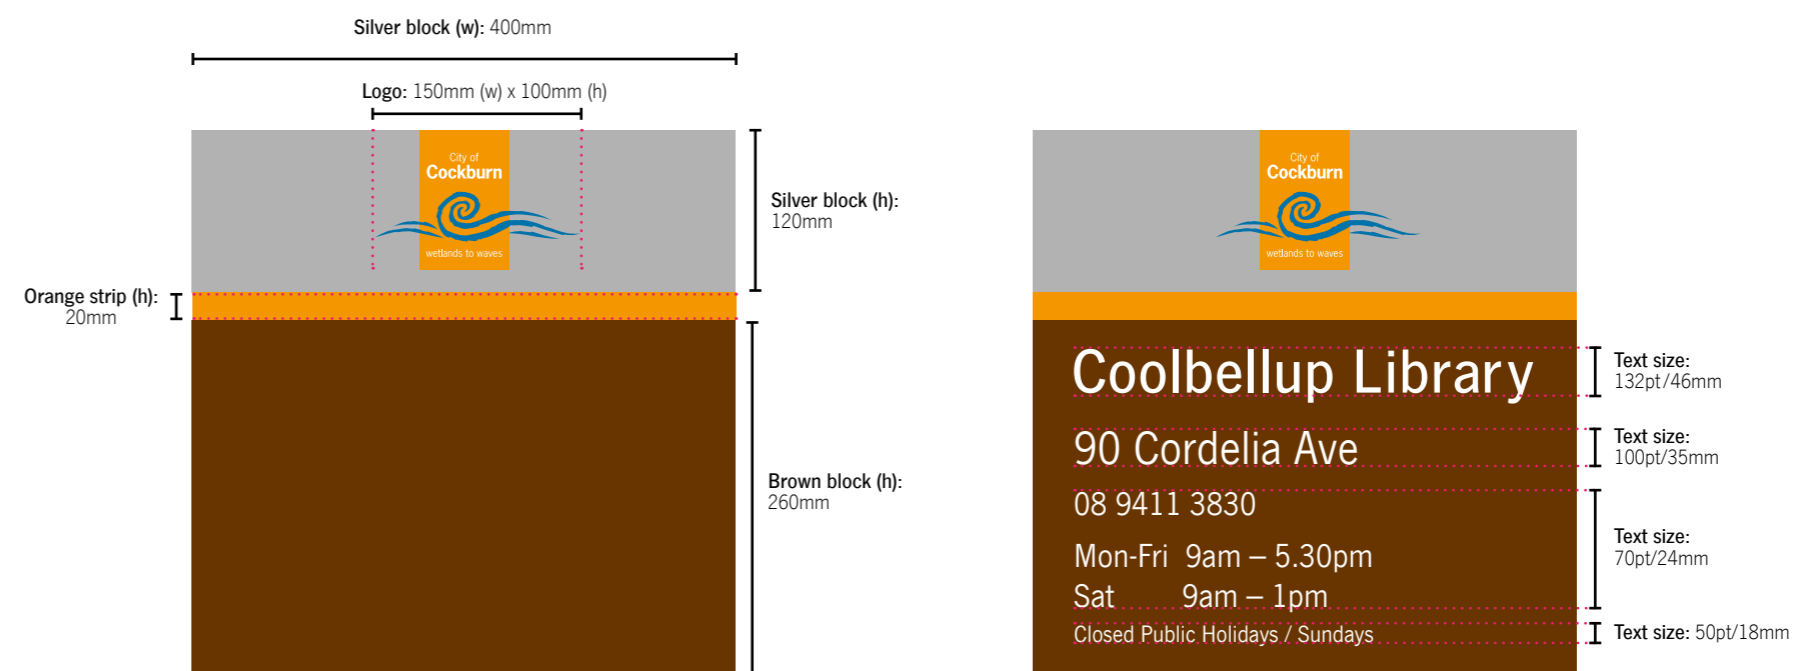 Silver block (w): 400mm
Logo: 150mm (w) x 100mm (h)
City of
Cockburn
wetlands to waves
Silver block (h):
120mm
Orange strip (h):
20mm
Brown block (h):
260mm
City of
Cockburn
wetlands to waves
Coolbellup Library
Text size:
132pt/46mm
90 Cordelia Ave
Text size:
100pt/35mm
08 9411 3830
Mon-Fri 9am – 5.30pm
Sat 9am – 1pm
Text size:
70pt/24mm
Closed Public Holidays / Sundays
Text size: 50pt/18mm